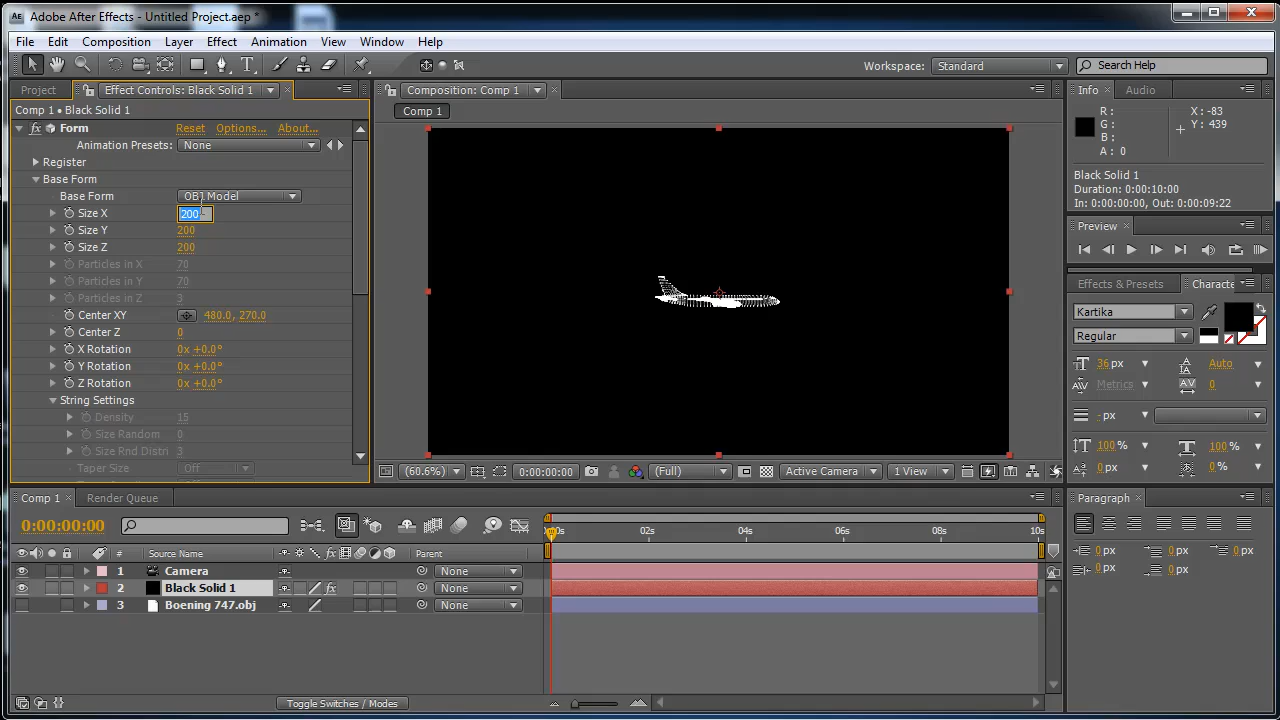 Adobe After Effects - Untitled Project.aep *
File Edit Composition Layer Effect Animation View Window Help
Workspace: Standard Search Help
Project Effect Controls: Black Solid 1
Comp 1 • Black Solid 1
Form Reset Options... About...
Animation Presets: None
Register
Base Form
Base Form OBJ Model
Size X 200
Size Y 200
Size Z 200
Particles in X 70
Particles in Y 70
Particles in Z 3
Center XY 480.0, 270.0
Center Z 0
X Rotation 0x +0.0°
Y Rotation 0x +0.0°
Z Rotation 0x +0.0°
String Settings
Density 15
Size Random 0
Size Rnd Distri 3
Taper Size Off
Composition: Comp 1
Comp 1
(60.6%) 0:00:00:00 (Full) Active Camera 1 View
Info Audio
R: X: -83
G: Y: 439
B:
A: 0
Black Solid 1
Duration: 0:00:10:00
In: 0:00:00:00, Out: 0:00:09:22
Preview
Effects & Presets Characte
Kartika
Regular
36 px Auto
Metrics 0
- px
100 % 100 %
0 px 0 %
Paragraph
0 px 0 px 0 px
0 px 0 px
Comp 1 Render Queue
0:00:00:00
# Source Name Parent
1 Camera None
2 Black Solid 1 None
3 Boening 747.obj None
02s 04s 06s 08s 10s
Toggle Switches / Modes